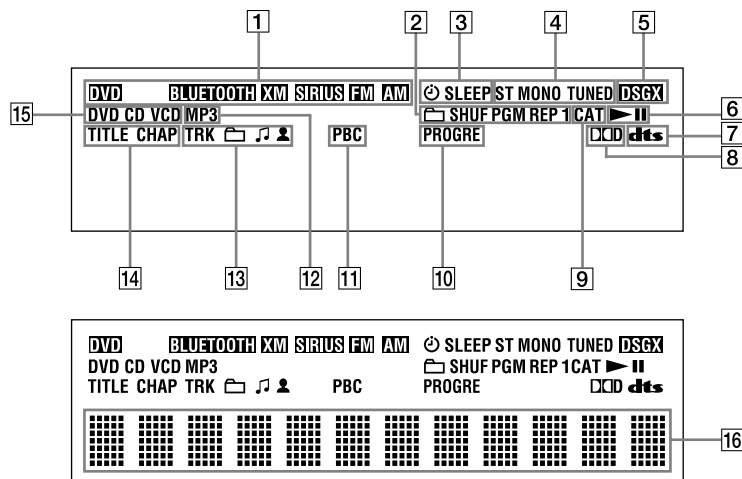 1 2 3 4 5
DVD BLUETOOTH XM SIRIUS FM AM SLEEP ST MONO TUNED DSGX
15 DVD CD VCD MP3 SHUF PGM REP 1 CAT 6
TITLE CHAP TRK PBC PROGRE dts 7
8
14 13 12 11 10 9
DVD BLUETOOTH XM SIRIUS FM AM SLEEP ST MONO TUNED DSGX
DVD CD VCD MP3 SHUF PGM REP 1CAT
TITLE CHAP TRK PBC PROGRE dts
16